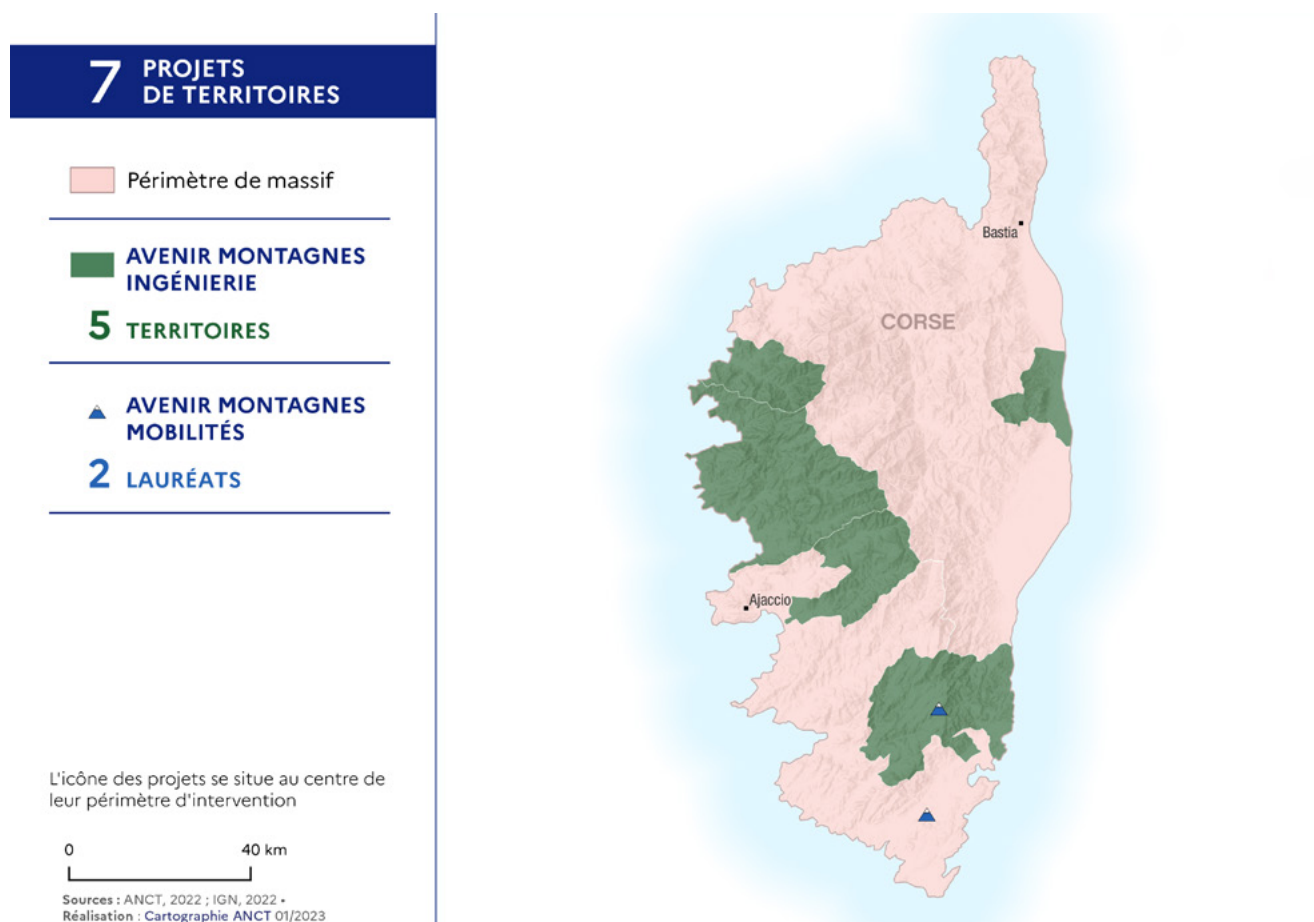 7 PROJETS
DE TERRITOIRES
Périmètre de massif
AVENIR MONTAGNES
INGÉNIERIE
5 TERRITOIRES
AVENIR MONTAGNES
MOBILITÉS
2 LAURÉATS
L'icône des projets se situe au centre de
leur périmètre d'intervention
0 40 km
Sources : ANCT, 2022 ; IGN, 2022 •
Réalisation : Cartographie ANCT 01/2023
Bastia
CORSE
Ajaccio